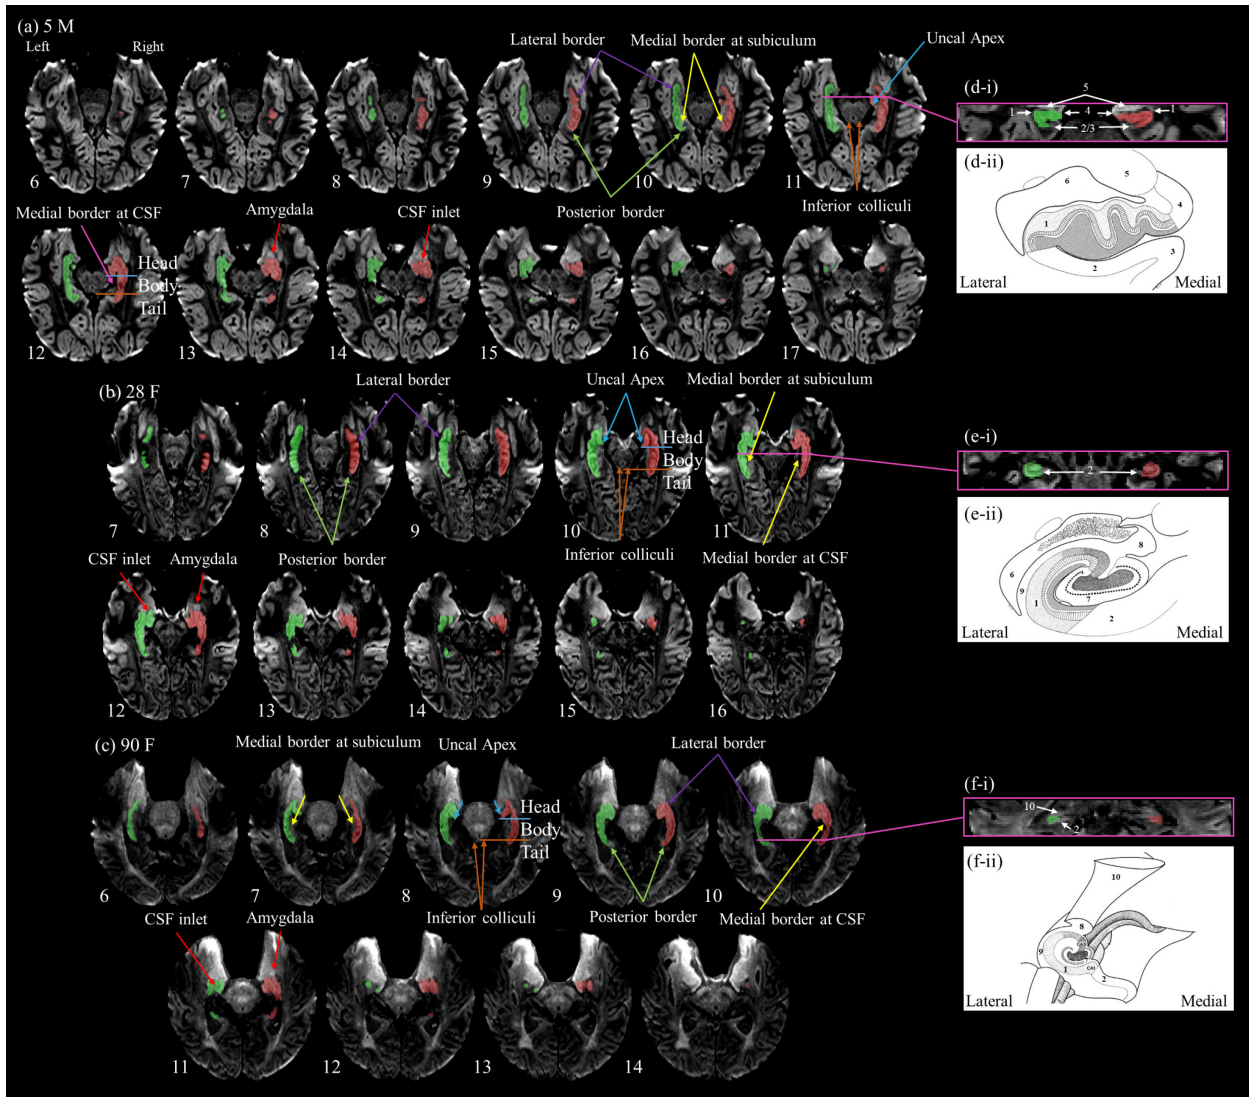 (a) 5 M
Left
Right
Lateral border
Medial border at subiculum
Uncal Apex
6
7
8
9
10
11
Posterior border
Inferior colliculi
Medial border at CSF
Amygdala
CSF inlet
Head
Body
Tail
12
13
14
15
16
17
(d-i)
5
1
4
1
2/3
(d-ii)
6
5
4
1
3
2
Lateral
Medial
(b) 28 F
Lateral border
Uncal Apex
Medial border at subiculum
Head
Body
Tail
7
8
9
10
11
CSF inlet
Amygdala
Posterior border
Inferior colliculi
Medial border at CSF
12
13
14
15
16
(e-i)
2
(e-ii)
8
6
9
7
1
2
Lateral
Medial
(c) 90 F
Medial border at subiculum
Uncal Apex
Lateral border
Head
Body
Tail
6
7
8
9
10
CSF inlet
Amygdala
Inferior colliculi
Posterior border
Medial border at CSF
11
12
13
14
(f-i)
10
2
(f-ii)
10
8
9
1
CA1
2
Lateral
Medial